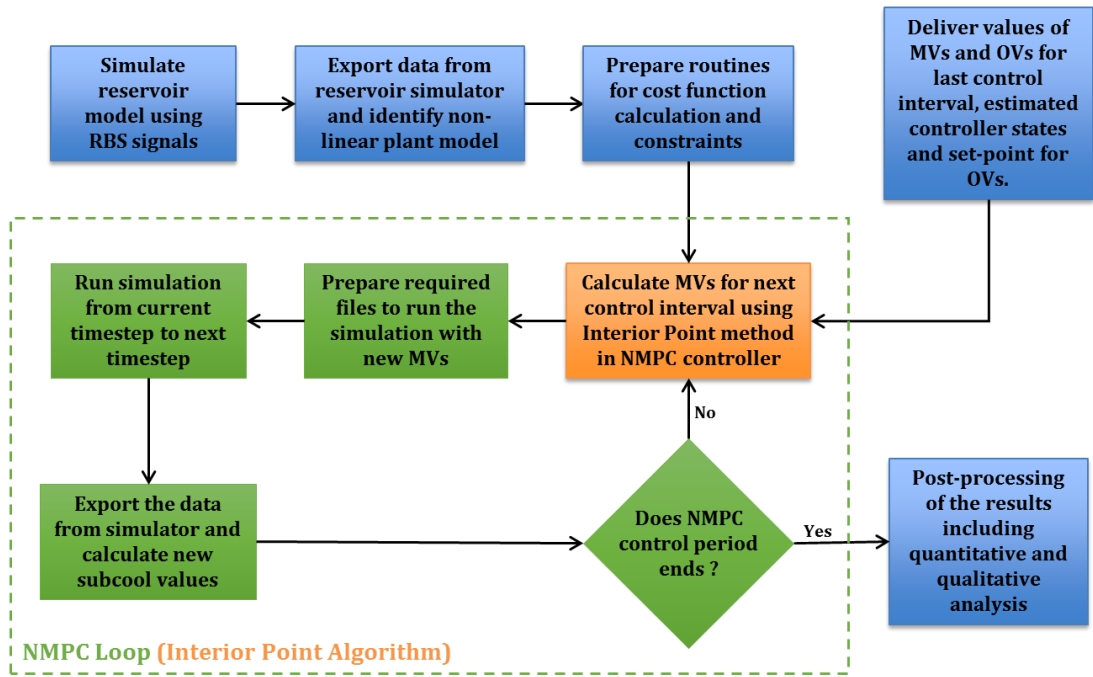 Simulate
reservoir
model using
RBS signals
Export data from
reservoir simulator
and identify non-
linear plant model
Prepare routines
for cost function
calculation and
constraints
Deliver values of
MVs and OVs for
last control
interval, estimated
controller states
and set-point for
OVs.
Run simulation
from current
timestep to next
timestep
Prepare required
files to run the
simulation with
new MVs
Calculate MVs for next
control interval using
Interior Point method
in NMPC controller
No
Export the data
from simulator and
calculate new
subcool values
Does NMPC
control period
ends ?
Yes
Post-processing
of the results
including
quantitative and
qualitative
analysis
NMPC Loop (Interior Point Algorithm)